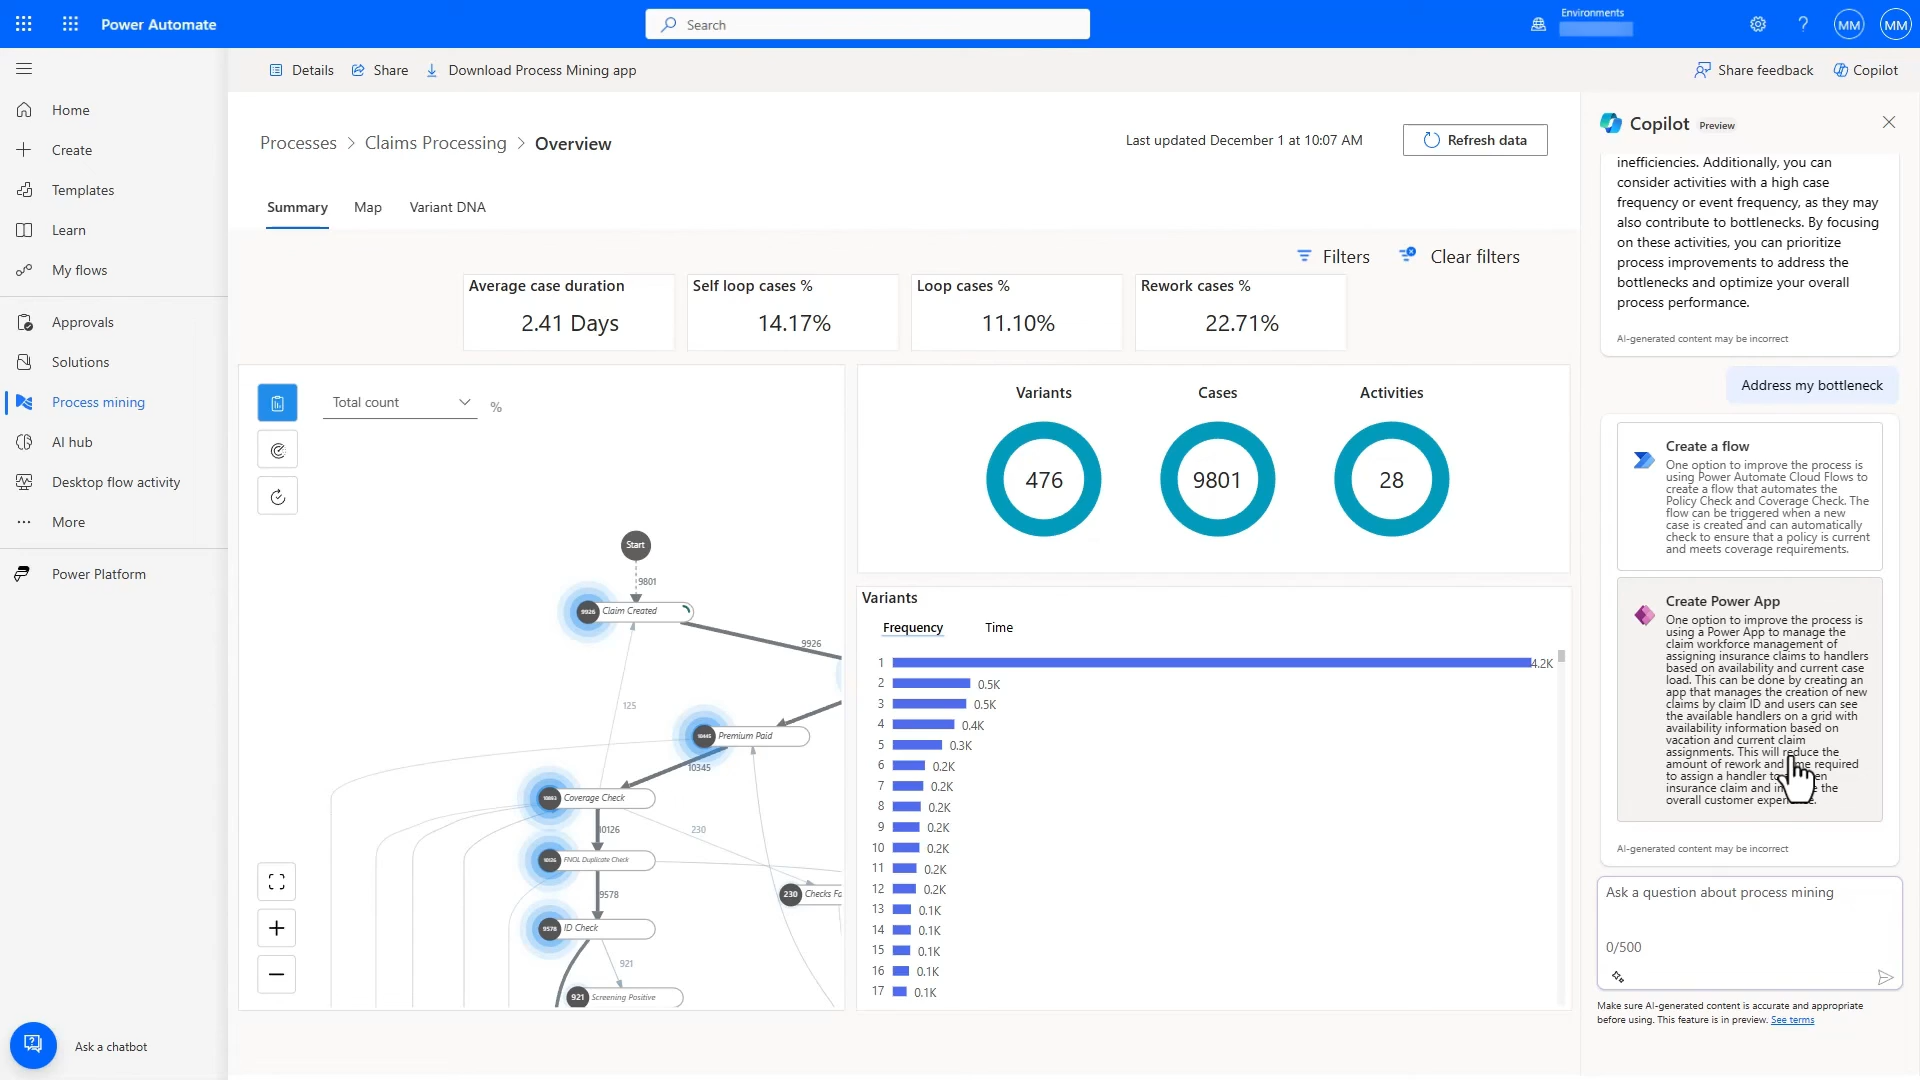 Power Automate
Search
Environments
MM
MM
Details
Share
Download Process Mining app
Share feedback
Copilot
Home
Create
Templates
Learn
My flows
Approvals
Solutions
Process mining
AI hub
Desktop flow activity
More
Power Platform
Ask a chatbot
Processes > Claims Processing > Overview
Last updated December 1 at 10:07 AM
Refresh data
Summary
Map
Variant DNA
Filters
Clear filters
Average case duration
2.41 Days
Self loop cases %
14.17%
Loop cases %
11.10%
Rework cases %
22.71%
Total count
%
Start
9801
9926
Claim Created
9926
125
Premium Paid
10345
Coverage Check
10126
230
FNOL Duplicate Check
9578
230
Checks
9578
ID Check
921
921
Screening Positive
Variants
Cases
Activities
476
9801
28
Variants
Frequency
Time
1 4.2K
2 0.5K
3 0.5K
4 0.4K
5 0.3K
6 0.2K
7 0.2K
8 0.2K
9 0.2K
10 0.2K
11 0.2K
12 0.2K
13 0.1K
14 0.1K
15 0.1K
16 0.1K
17 0.1K
Copilot Preview
inefficiencies. Additionally, you can
consider activities with a high case
frequency or event frequency, as they may
also contribute to bottlenecks. By focusing
on these activities, you can prioritize
process improvements to address the
bottlenecks and optimize your overall
process performance.
AI-generated content may be incorrect
Address my bottleneck
Create a flow
One option to improve the process is
using Power Automate Cloud Flows to
create a flow that automates the
Policy Check and Coverage Check. The
flow can be triggered when a new
case is created and can automatically
check to ensure that a policy is current
and meets coverage requirements.
Create Power App
One option to improve the process is
using a Power App to manage the
claim workforce management of
assigning insurance claims to handlers
based on availability and current case
load. This can be done by creating an
app that manages the creation of new
claims by claim ID and users can see
the available handlers on a grid with
availability information based on
vacation and current claim
assignments. This will reduce the
amount of rework and required
to assign a handler to
insurance claim and the
overall customer
AI-generated content may be incorrect
Ask a question about process mining
0/500
Make sure AI-generated content is accurate and appropriate
before using. This feature is in preview. See terms